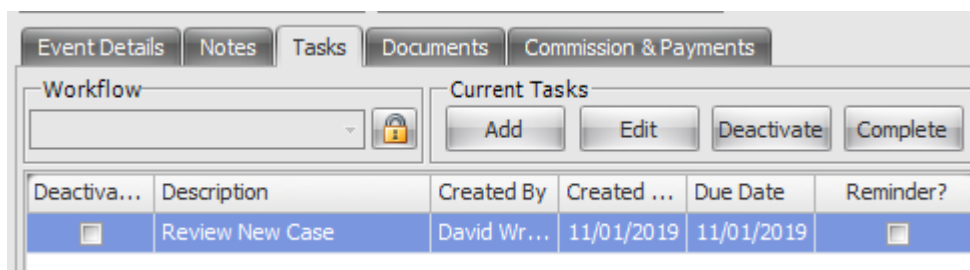 Event Details Notes Tasks Documents Commission & Payments
Workflow Current Tasks
Add Edit Deactivate Complete
Deactiva... Description Created By Created ... Due Date Reminder?
Review New Case David Wr... 11/01/2019 11/01/2019